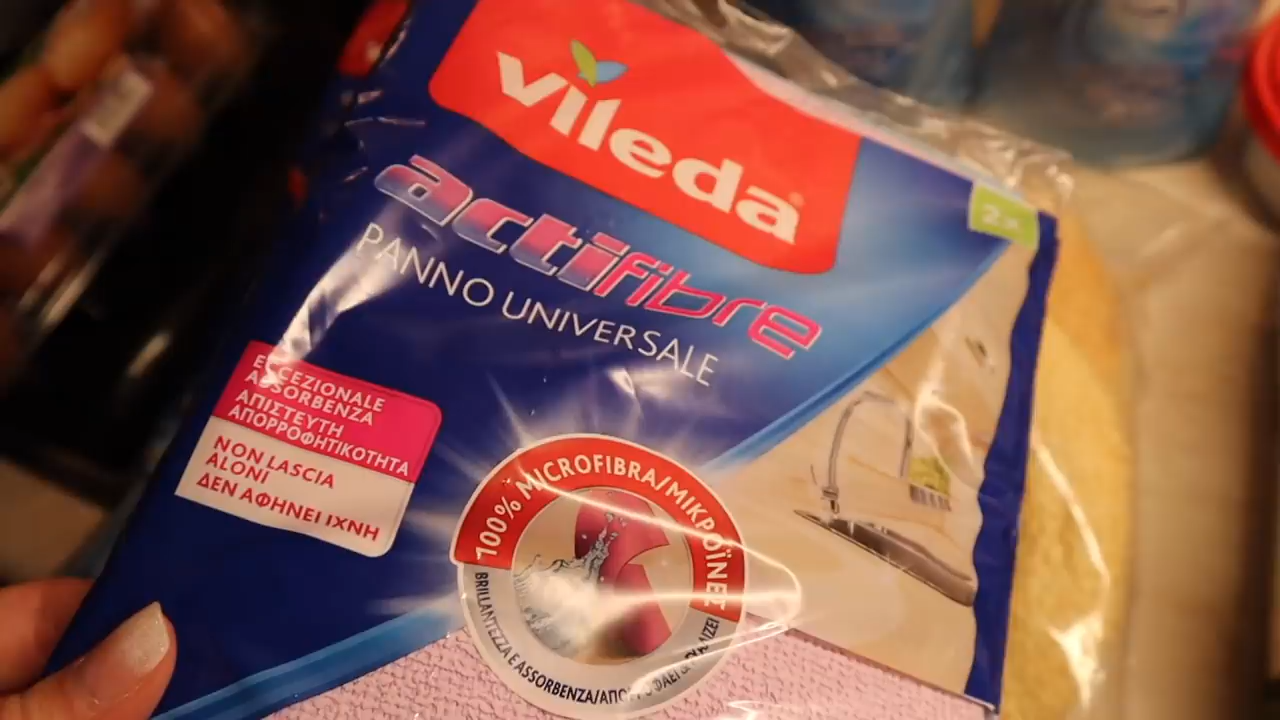 vileda
actifibre
PANNO UNIVERSALE
2x
ECCEZIONALE
ASSORBENZA
ΑΠΙΣΤΕΥΤΗ
ΑΠΟΡΡΟΦΗΤΙΚΟΤΗΤΑ
NON LASCIA
ALONI
ΔΕΝ ΑΦΗΝΕΙ ΙΧΝΗ
100% MICROFIBRA/ΜΙΚΡΟΪΝΕΣ
BRILLANTEZZA E ASSORBENZA/